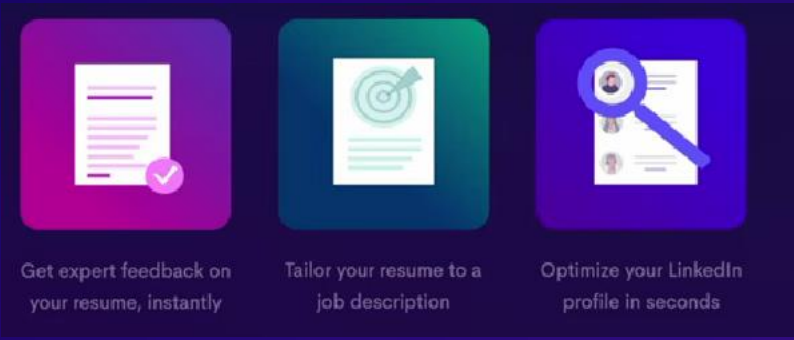 Get expert feedback on
your resume, instantly
Tailor your resume to a
job description
Optimize your LinkedIn
profile in seconds